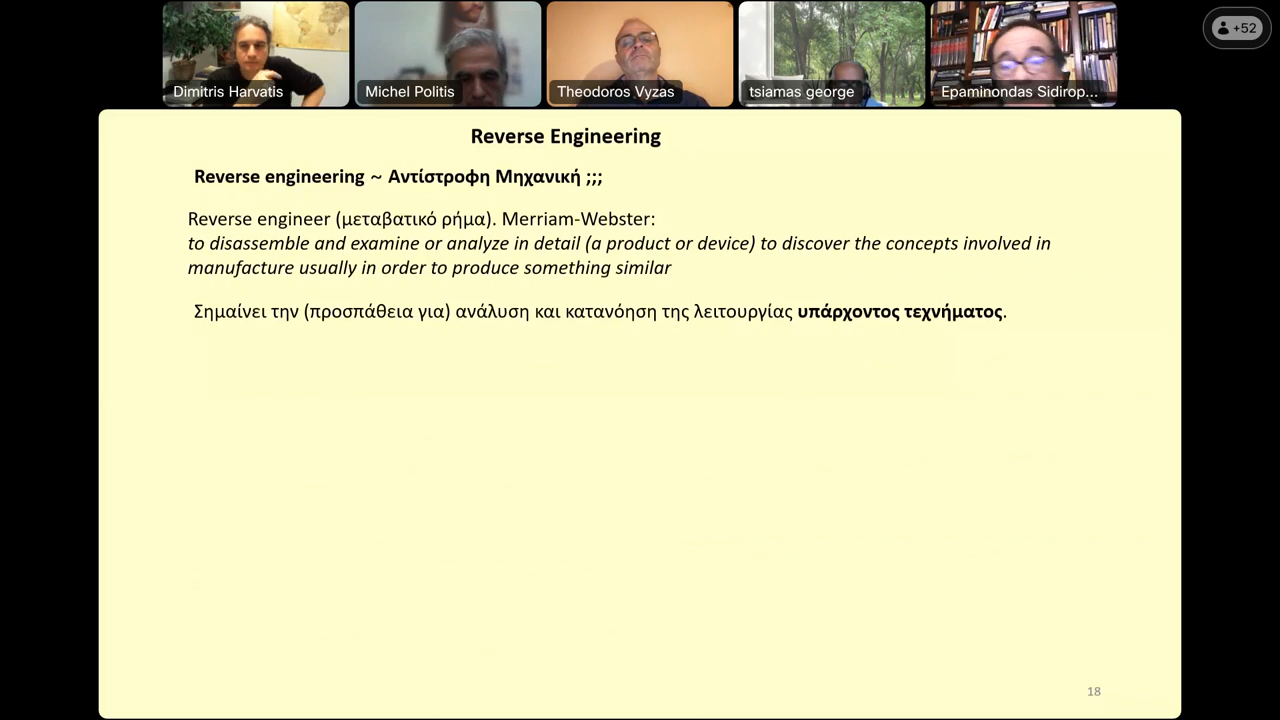 Dimitris Harvatis
Michel Politis
Theodoros Vyzas
tsiamas george
Epaminondas Sidirop...
+52
Reverse Engineering
Reverse engineering ~ Αντίστροφη Μηχανική ;;;
Reverse engineer (μεταβατικό ρήμα). Merriam-Webster:
to disassemble and examine or analyze in detail (a product or device) to discover the concepts involved in
manufacture usually in order to produce something similar
Σημαίνει την (προσπάθεια για) ανάλυση και κατανόηση της λειτουργίας υπάρχοντος τεχνήματος.
18